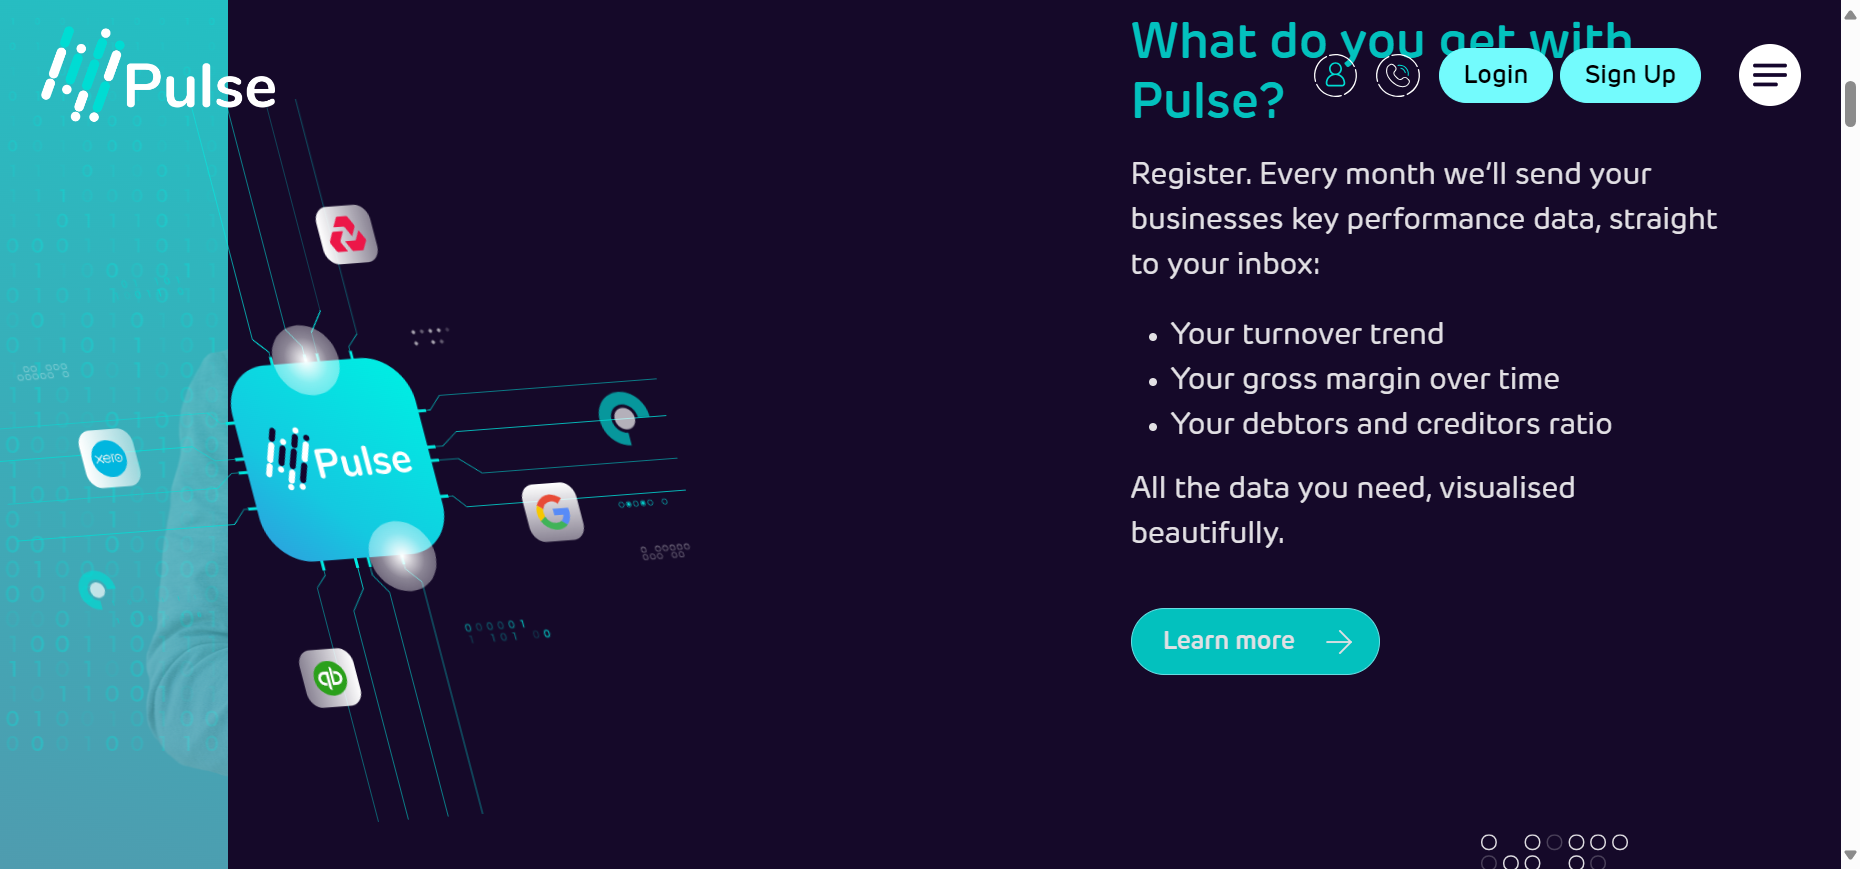 Pulse
What do you get with
Pulse?
Login
Sign Up
Register. Every month we'll send your
businesses key performance data, straight
to your inbox:
• Your turnover trend
• Your gross margin over time
• Your debtors and creditors ratio
All the data you need, visualised
beautifully.
Learn more
xero
Pulse
G
qb